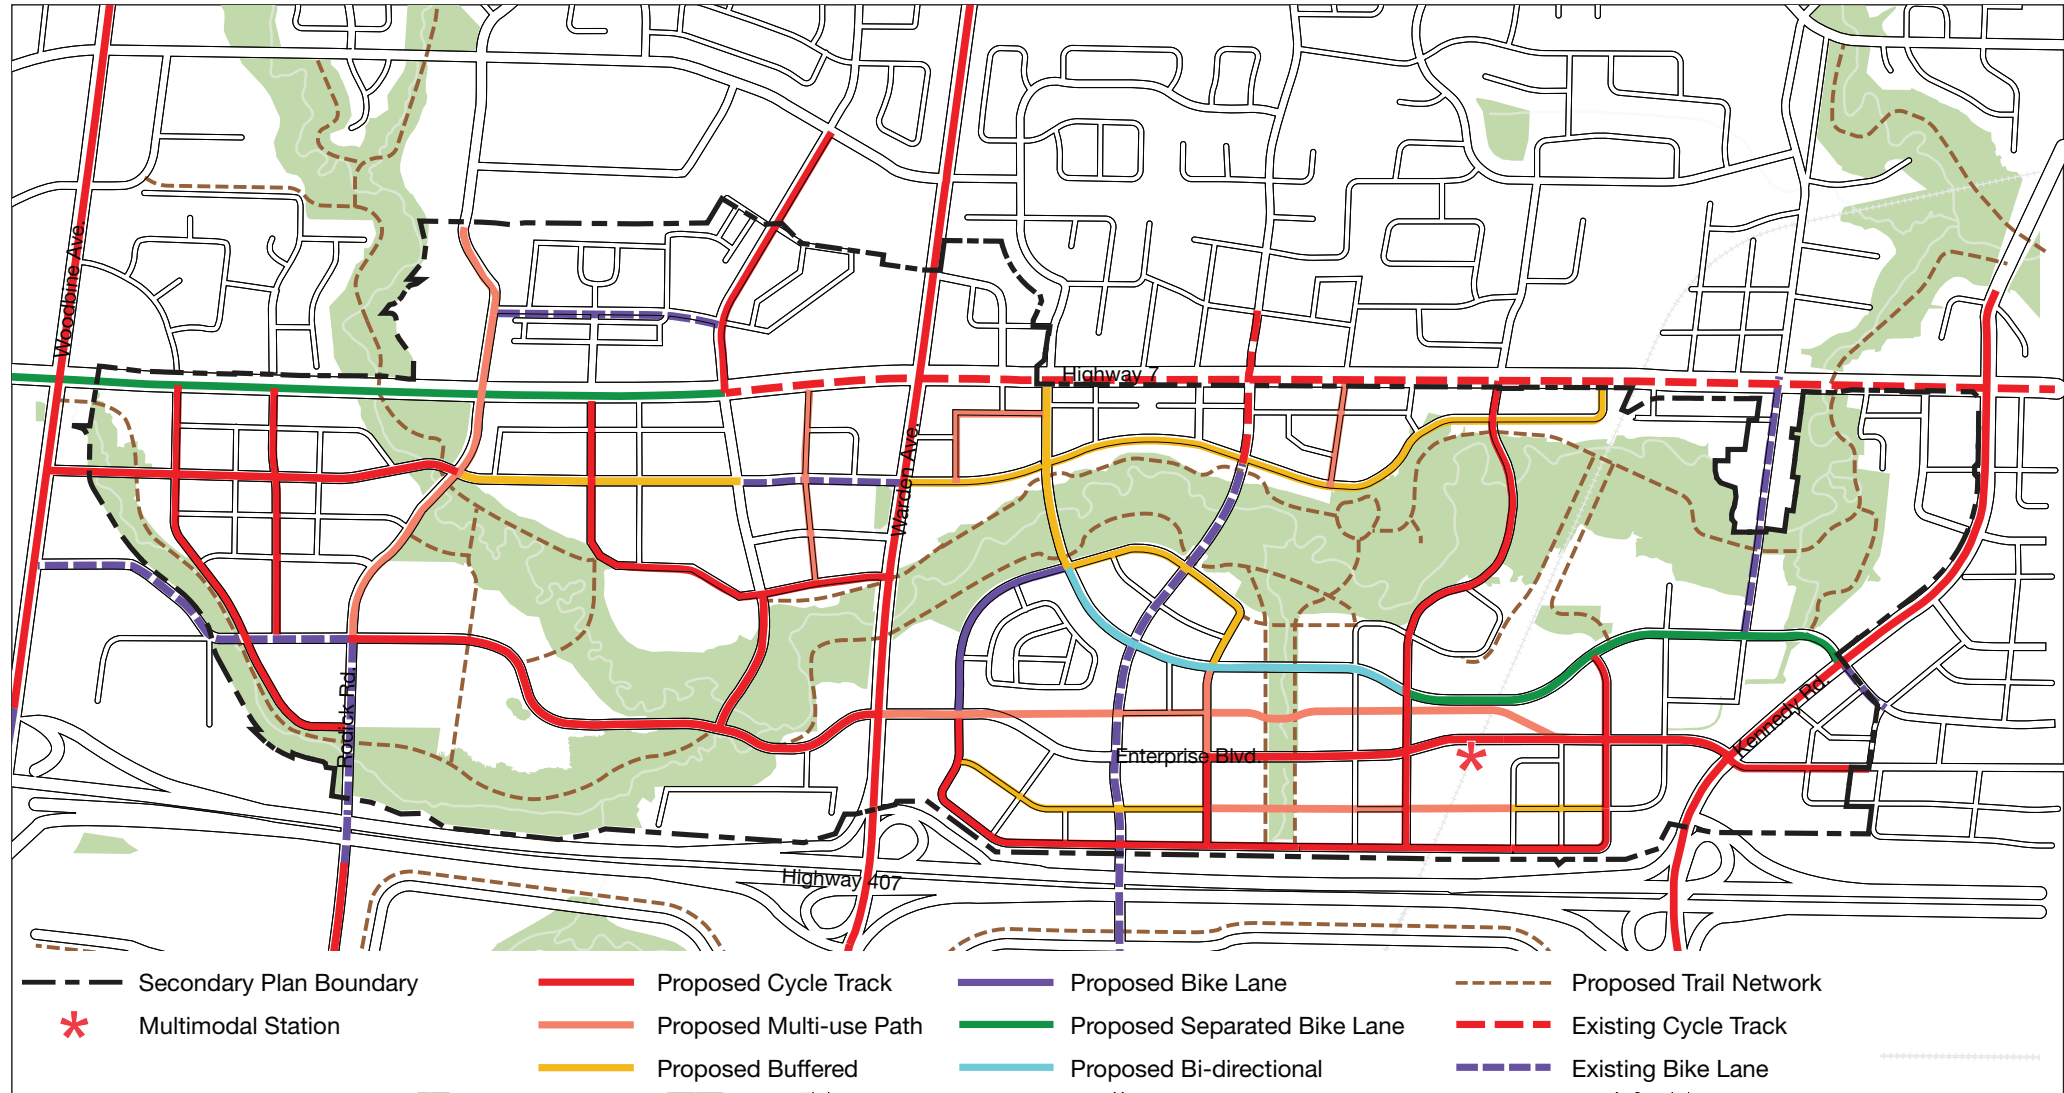 Woodbine Ave.
Highway 7
Warden Ave.
Rodick Rd.
Enterprise Blvd.
Kennedy Rd.
Highway 407
Secondary Plan Boundary
Proposed Cycle Track
Proposed Bike Lane
Proposed Trail Network
Multimodal Station
Proposed Multi-use Path
Proposed Separated Bike Lane
Existing Cycle Track
Proposed Buffered
Proposed Bi-directional
Existing Bike Lane